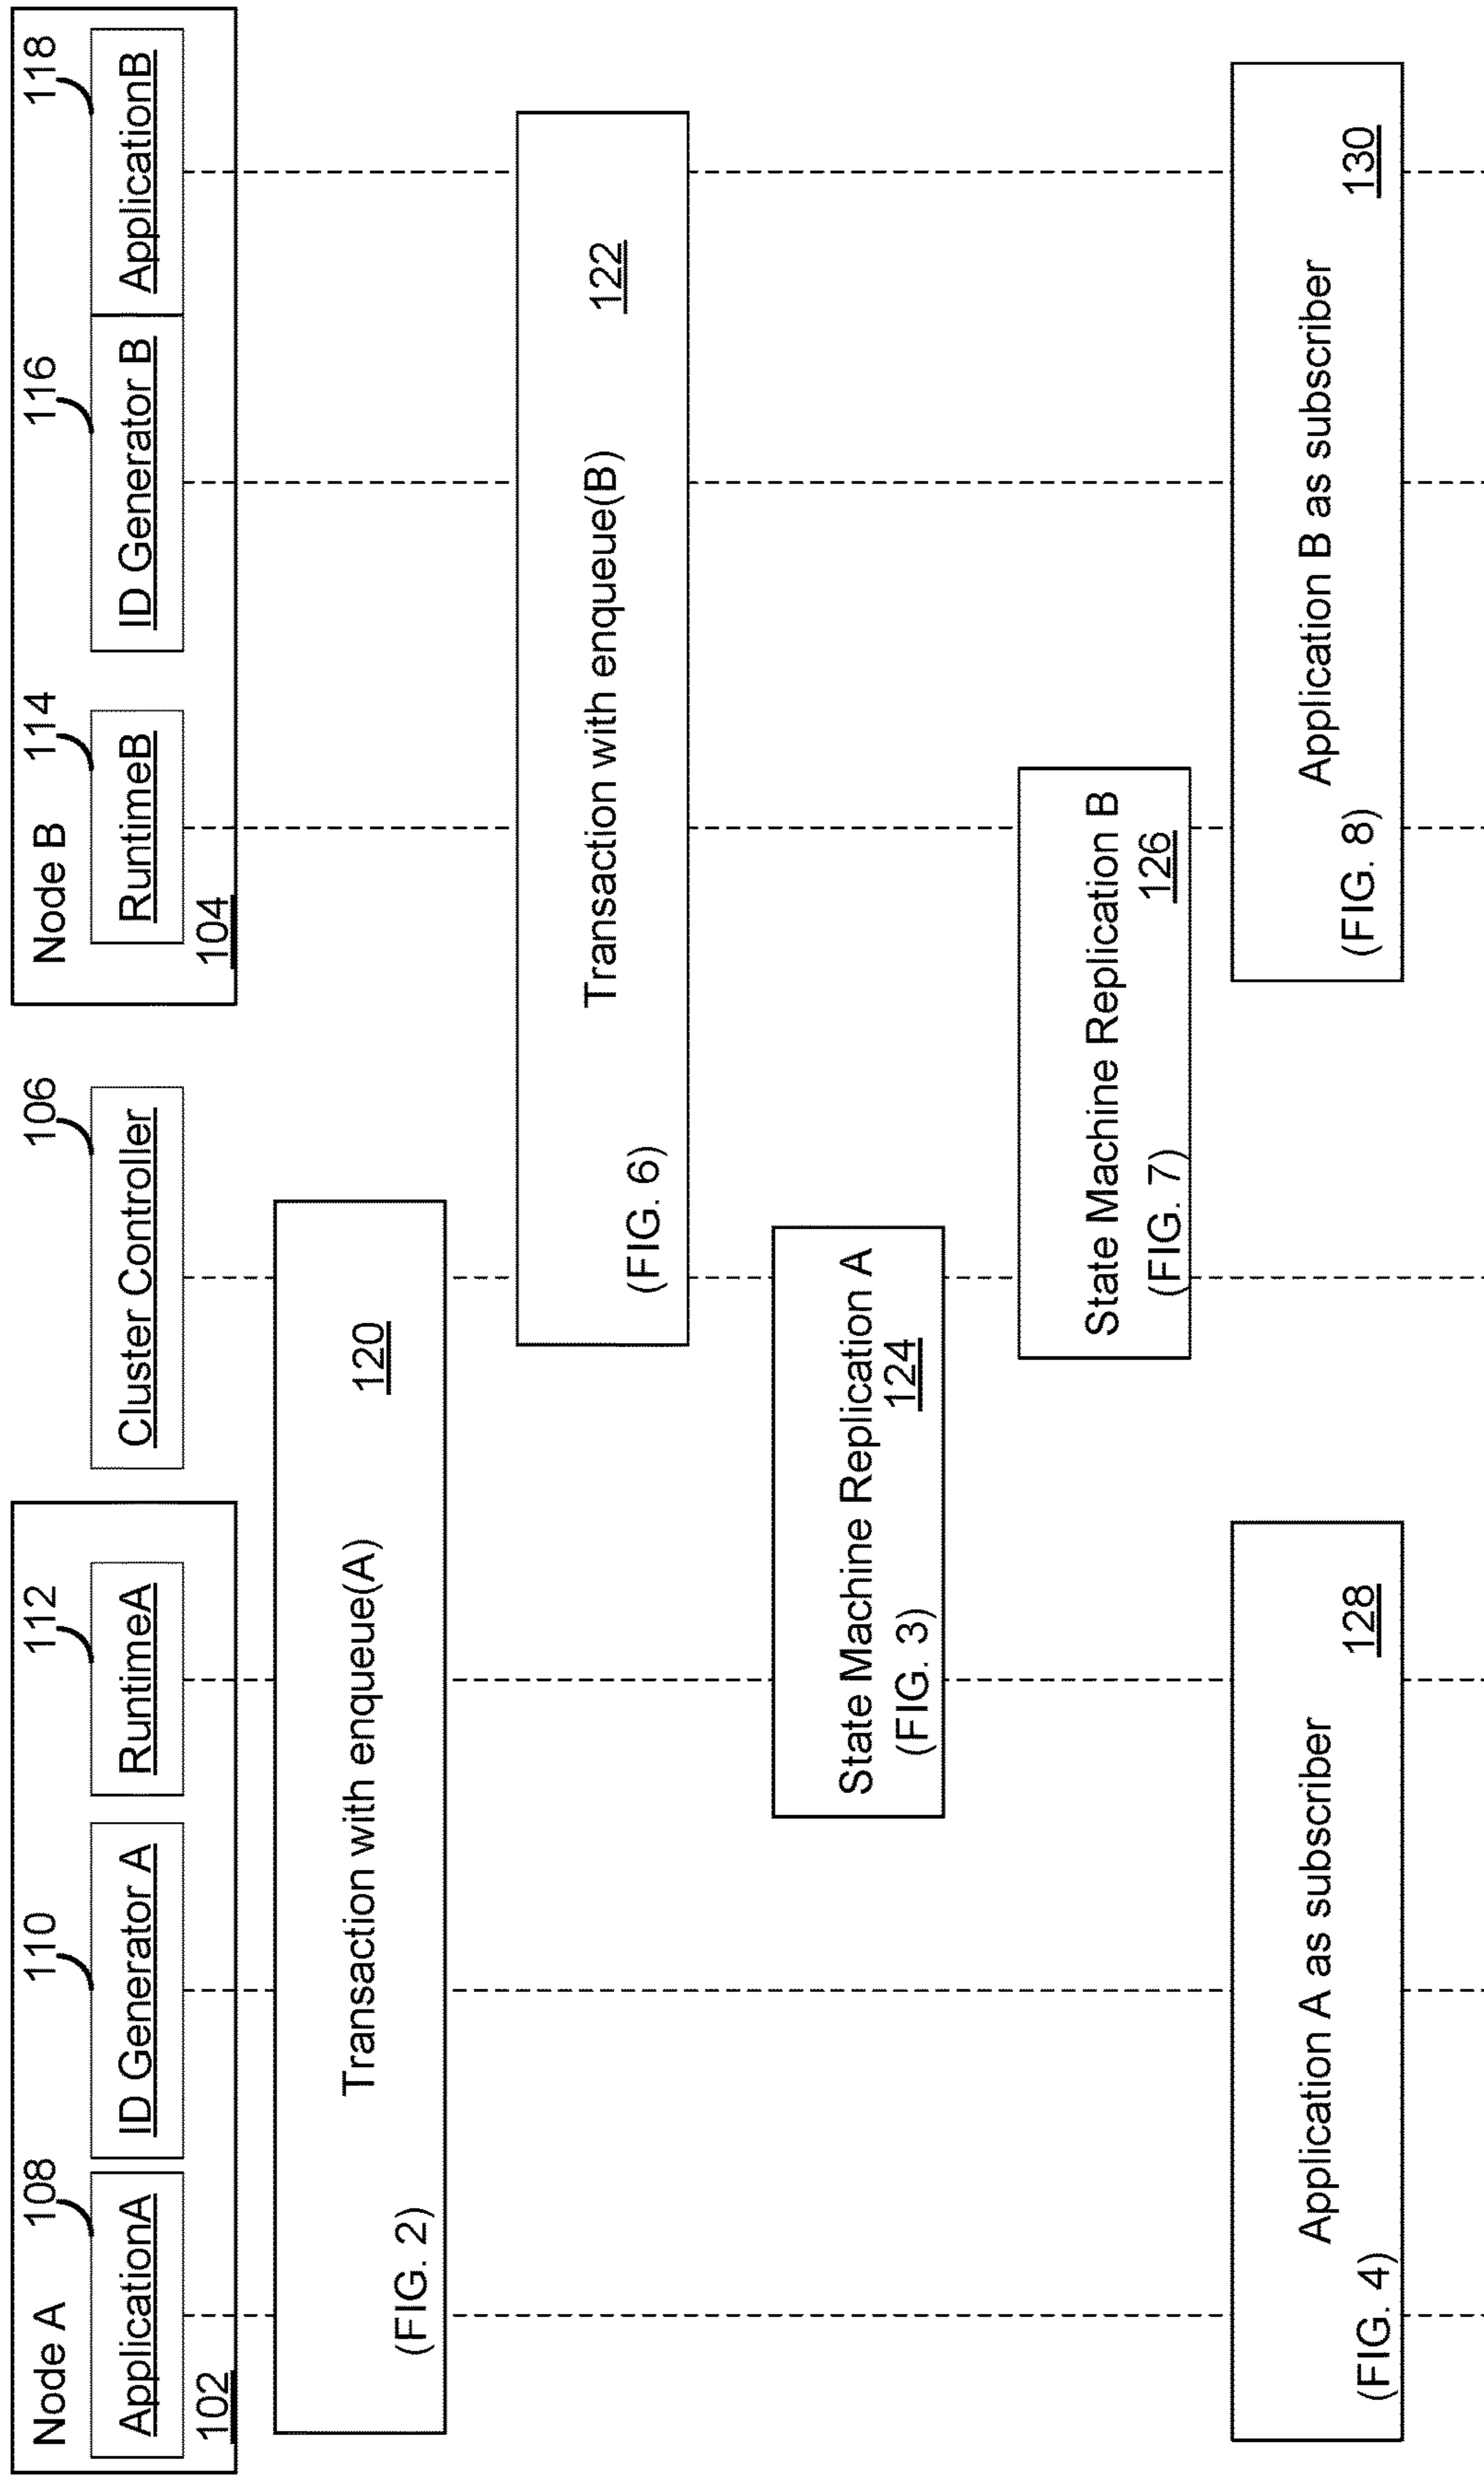 Node A
108
110
112
106
Node B
114
116
118
ApplicationA
ID Generator A
RuntimeA
Cluster Controller
RuntimeB
ID Generator B
ApplicationB
102
104
Transaction with enqueue(A)
120
(FIG. 2)
Transaction with enqueue(B)
122
(FIG. 6)
State Machine Replication A
124
(FIG. 3)
State Machine Replication B
126
(FIG. 7)
Application A as subscriber
128
(FIG. 4)
Application B as subscriber
130
(FIG. 8)